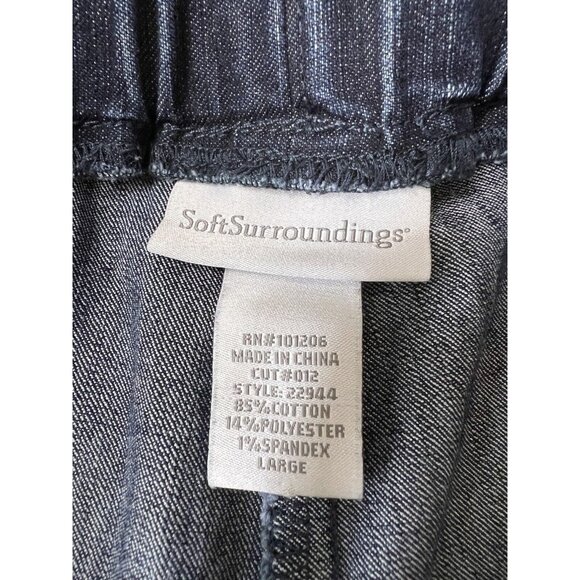 SoftSurroundings®
RN#101206
MADE IN CHINA
CUT#012
STYLE: 22944
85%COTTON
14%POLYESTER
1%SPANDEX
LARGE